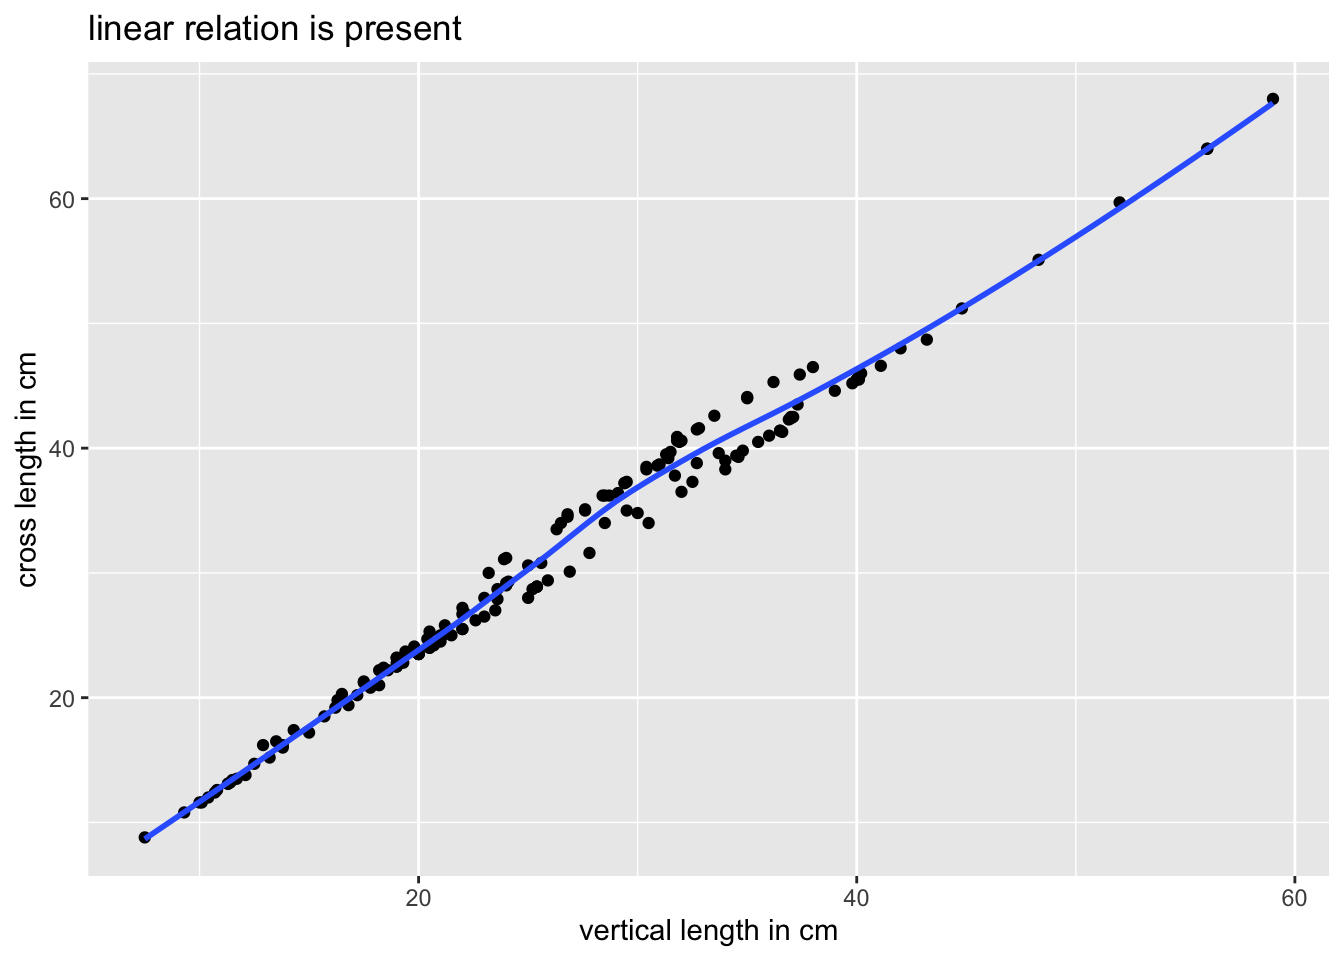 linear relation is present
cross length in cm
60
40
20
20
40
60
vertical length in cm